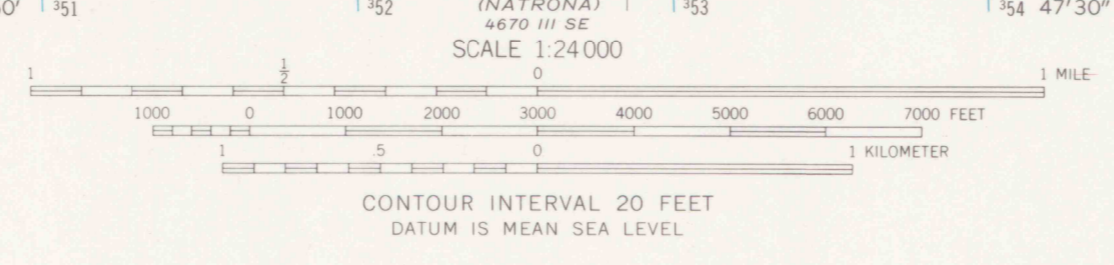 0' ³51 ³52 (NATRONA) ³53 ³54 47'30"
4670 III SE
SCALE 1:24 000
1 ½ 0 1 MILE
1000 0 1000 2000 3000 4000 5000 6000 7000 FEET
1 .5 0 1 KILOMETER
CONTOUR INTERVAL 20 FEET
DATUM IS MEAN SEA LEVEL